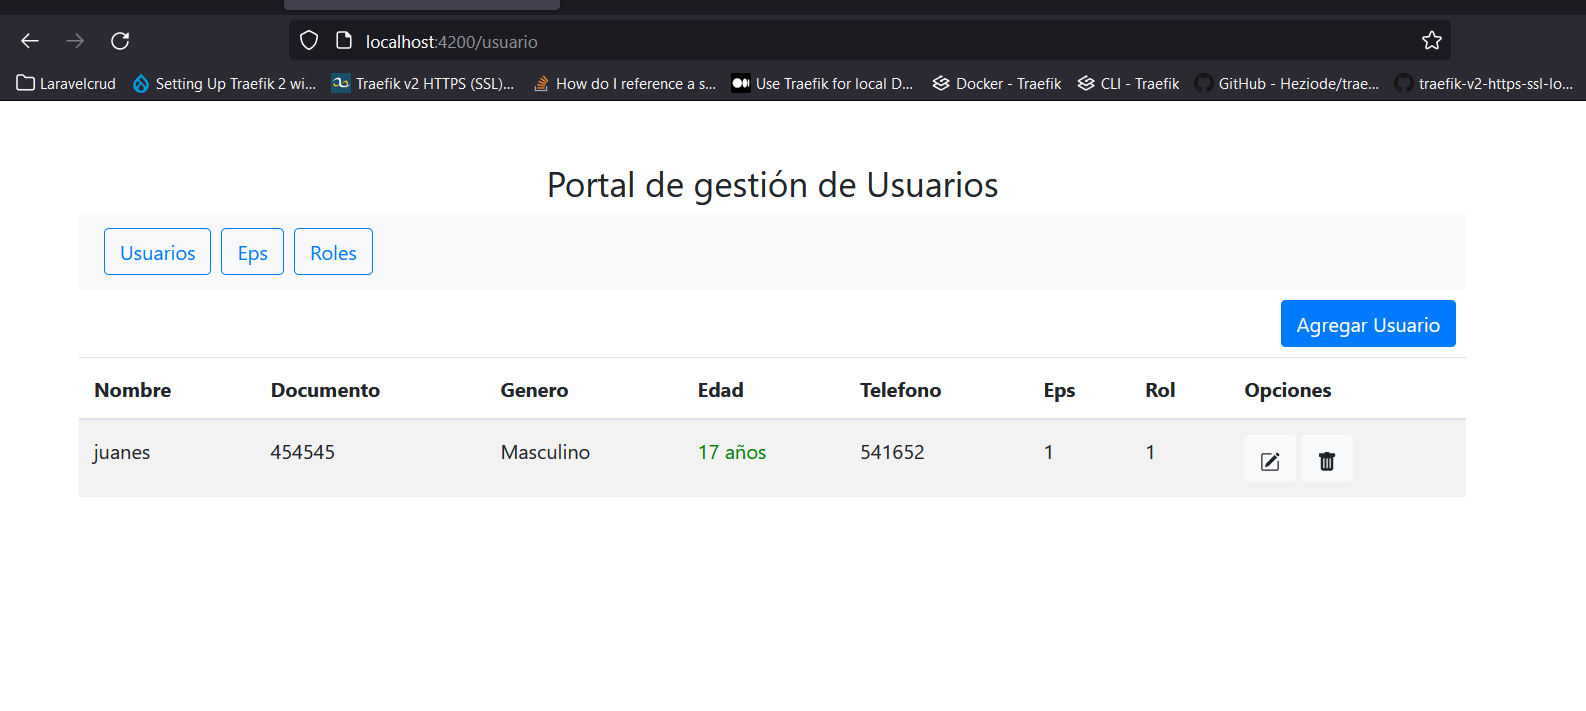 localhost:4200/usuario
Laravelcrud Setting Up Traefik 2 wi... Traefik v2 HTTPS (SSL)... How do I reference a s... Use Traefik for local D... Docker - Traefik CLI - Traefik GitHub - Heziode/trae... traefik-v2-https-ssl-lo...
Portal de gestión de Usuarios
Usuarios Eps Roles
Agregar Usuario
Nombre Documento Genero Edad Telefono Eps Rol Opciones
juanes 454545 Masculino 17 años 541652 1 1